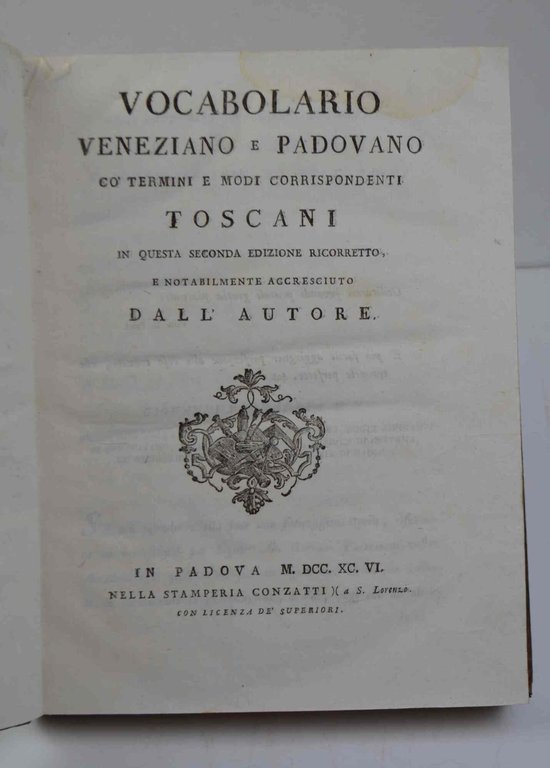 VOCABOLARIO
VENEZIANO E PADOVANO
CO' TERMINI E MODI CORRISPONDENTI
TOSCANI
IN QUESTA SECONDA EDIZIONE RICORRETTO,
E NOTABILMENTE ACCRESCIUTO
DALL' AUTORE.
IN PADOVA M. DCC. XC. VI.
NELLA STAMPERIA CONZATTI )( a S. Lorenzo.
CON LICENZA DE' SUPERIORI.